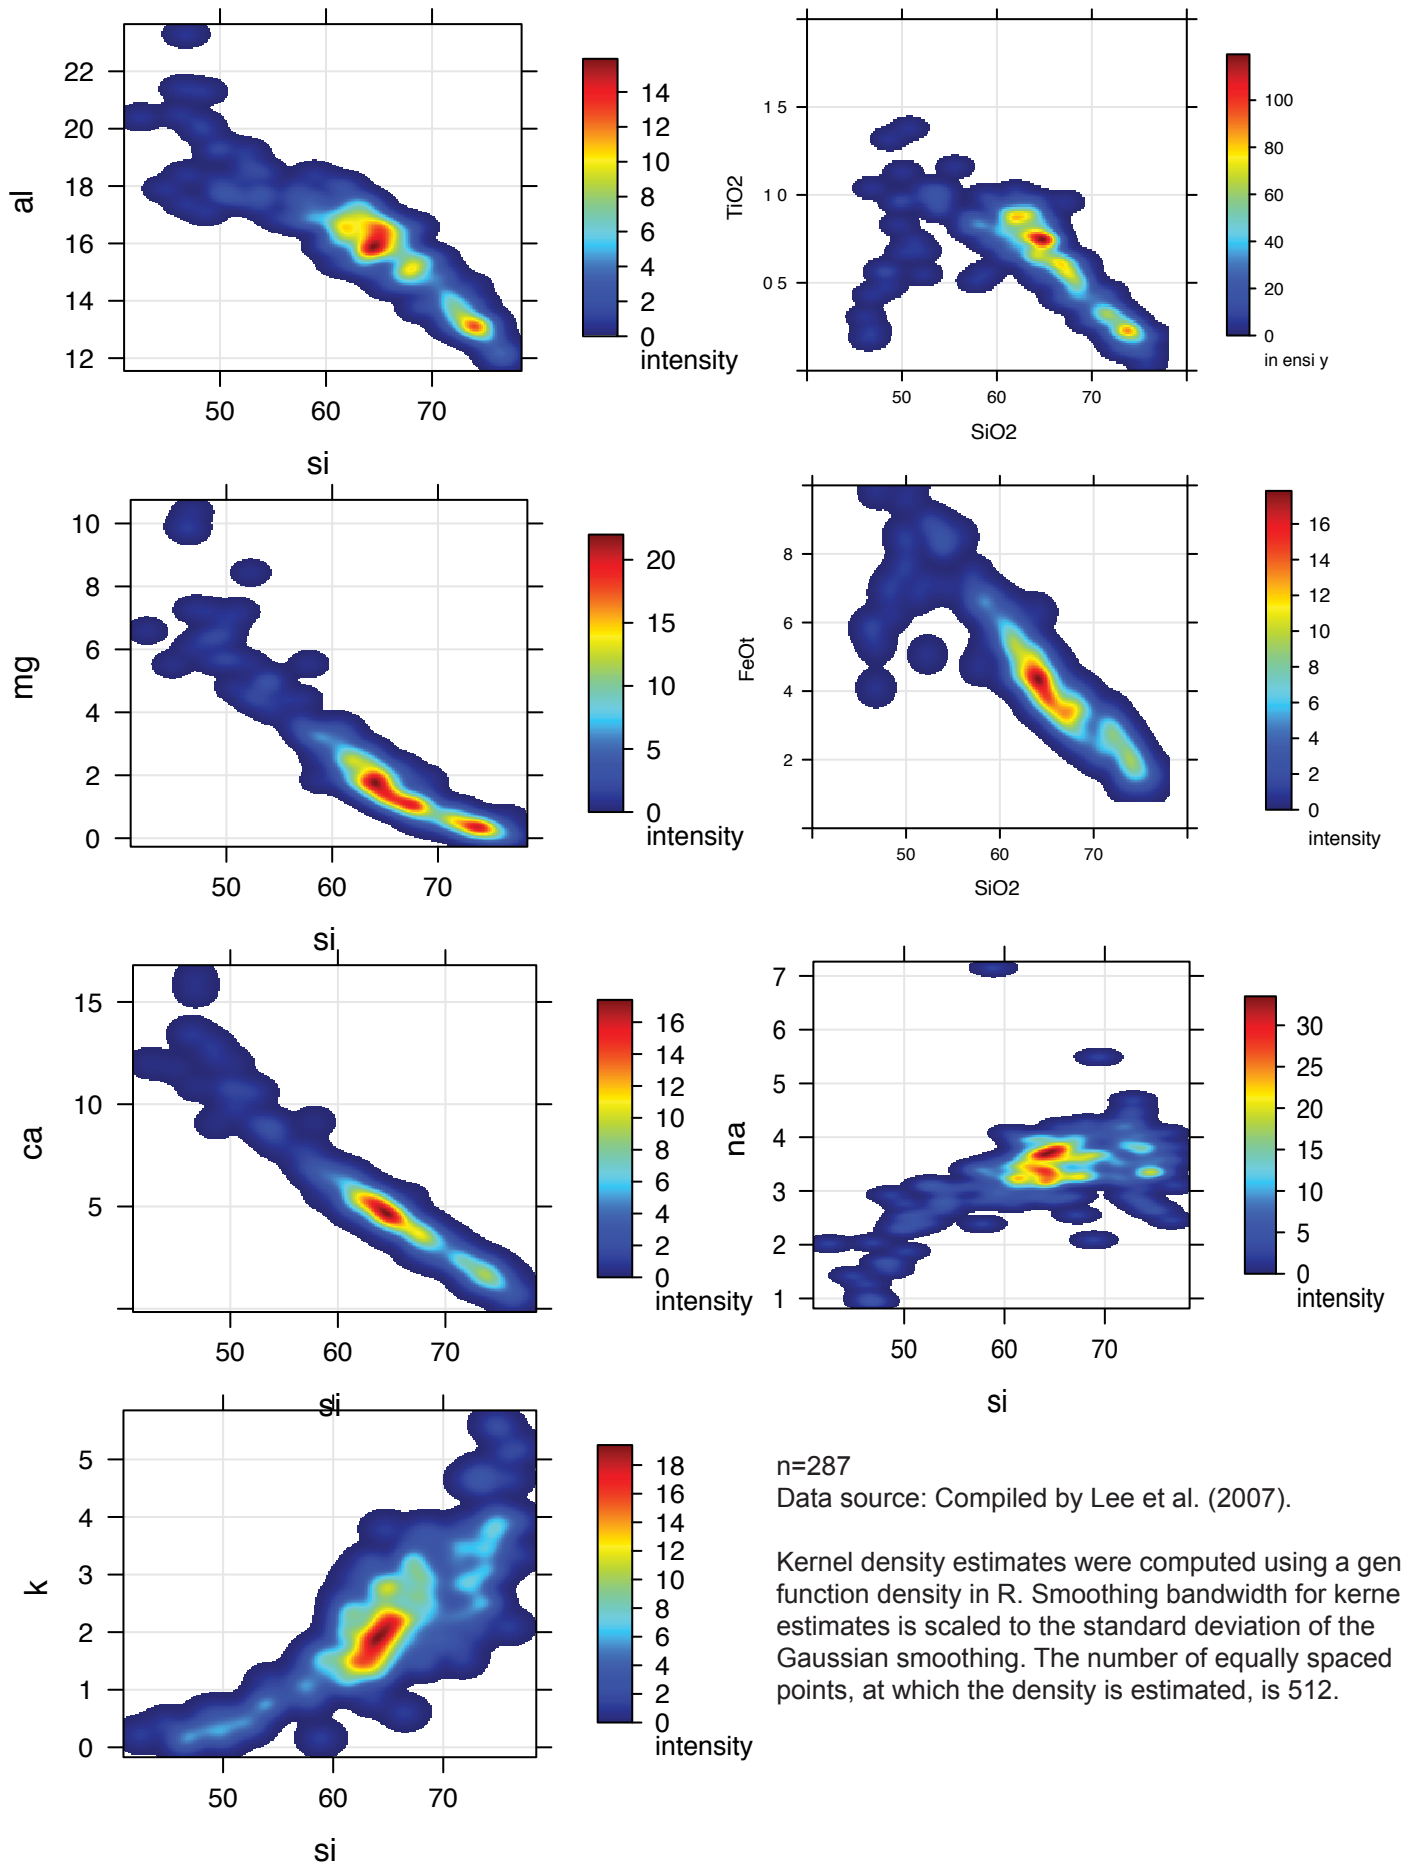 al
22
20
18
16
14
12
50 60 70
si
14
12
10
8
6
4
2
0
intensity
TiO2
1 5
1 0
0 5
50 60 70
SiO2
100
80
60
40
20
0
in ensi y
mg
10
8
6
4
2
0
50 60 70
si
20
15
10
5
0
intensity
FeOt
8
6
4
2
50 60 70
SiO2
16
14
12
10
8
6
4
2
0
intensity
ca
15
10
5
50 60 70
si
16
14
12
10
8
6
4
2
0
intensity
na
7
6
5
4
3
2
1
50 60 70
si
30
25
20
15
10
5
0
intensity
k
5
4
3
2
1
0
50 60 70
si
18
16
14
12
10
8
6
4
2
0
intensity
n=287
Data source: Compiled by Lee et al. (2007).
Kernel density estimates were computed using a gen
function density in R. Smoothing bandwidth for kerne
estimates is scaled to the standard deviation of the
Gaussian smoothing. The number of equally spaced
points, at which the density is estimated, is 512.